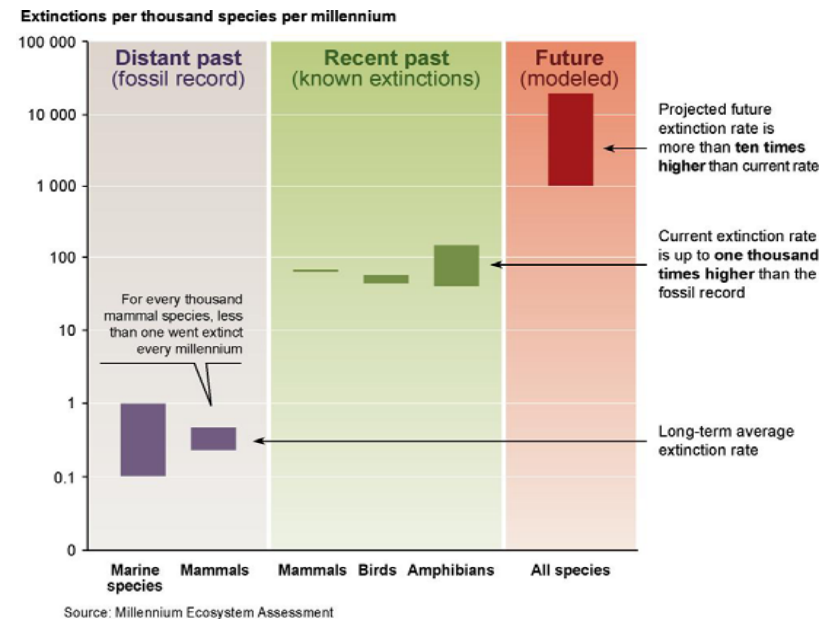 Extinctions per thousand species per millennium
100 000
10 000
1 000
100
10
1
0.1
0
Distant past
(fossil record)
Recent past
(known extinctions)
Future
(modeled)
For every thousand
mammal species, less
than one went extinct
every millennium
Projected future
extinction rate is
more than ten times
higher than current rate
Current extinction rate
is up to one thousand
times higher than the
fossil record
Long-term average
extinction rate
Marine
species
Mammals
Mammals
Birds
Amphibians
All species
Source: Millennium Ecosystem Assessment